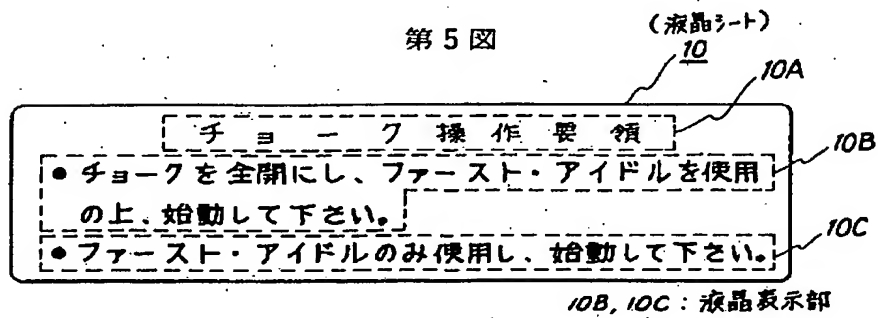 第5図
(液晶シート)
10
10A
チョーク操作要領
10B
●チョークを全開にし、ファースト・アイドルを使用
の上、始動して下さい。
10C
●ファースト・アイドルのみ使用し、始動して下さい。
10B, 10C:液晶表示部